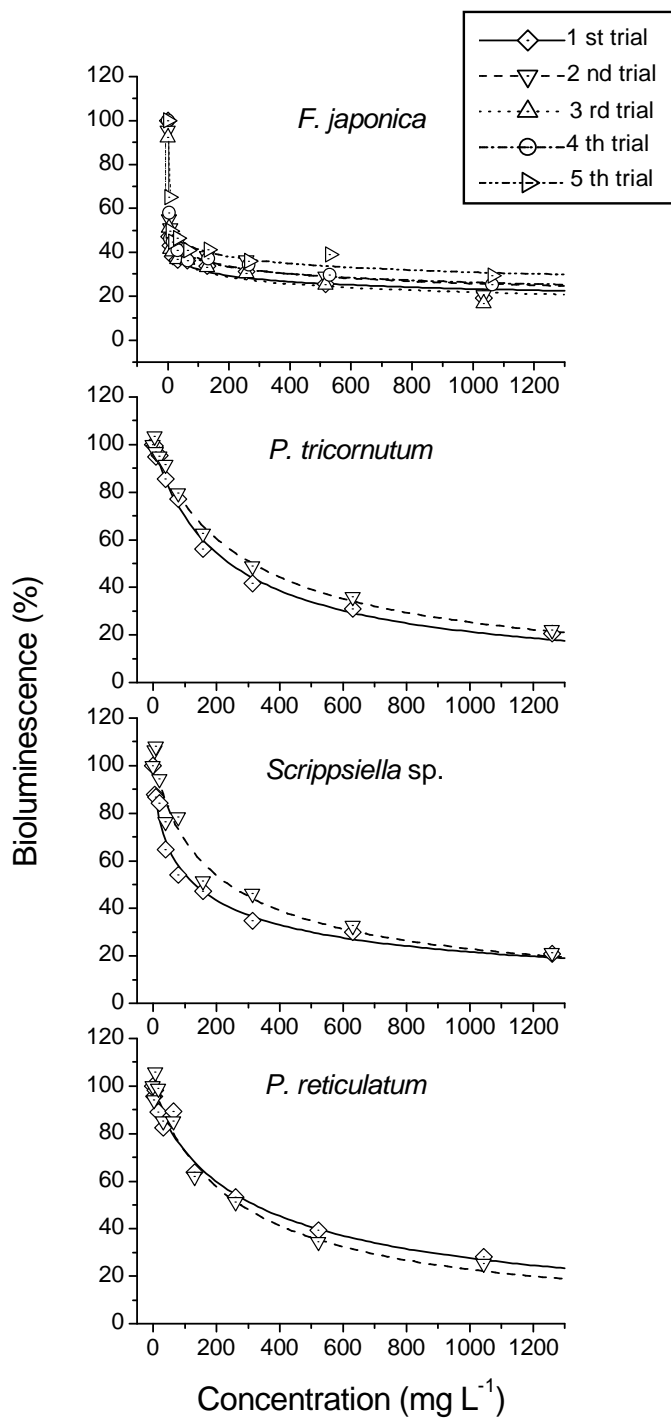 1 st trial
2 nd trial
3 rd trial
4 th trial
5 th trial
F. japonica
120
100
80
60
40
20
0
0 200 400 600 800 1000 1200
P. tricornutum
120
100
80
60
40
20
0
0 200 400 600 800 1000 1200
Scrippsiella sp.
120
100
80
60
40
20
0
0 200 400 600 800 1000 1200
P. reticulatum
120
100
80
60
40
20
0
0 200 400 600 800 1000 1200
Bioluminescence (%)
Concentration (mg L⁻¹)